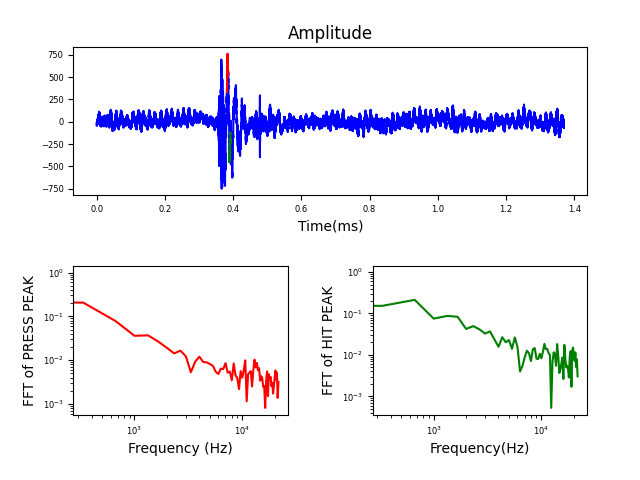 Amplitude
750
500
250
0
−250
−500
−750
0.0 0.2 0.4 0.6 0.8 1.0 1.2 1.4
Time(ms)
FFT of PRESS PEAK
10⁰
10⁻¹
10⁻²
10⁻³
10³ 10⁴
Frequency (Hz)
FFT of HIT PEAK
10⁰
10⁻¹
10⁻²
10⁻³
10³ 10⁴
Frequency(Hz)